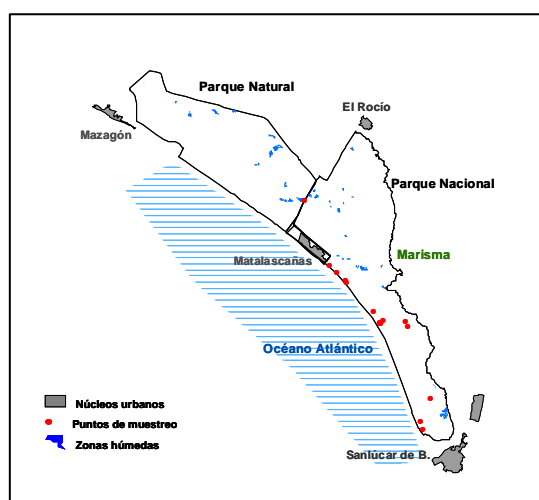 Parque Natural
El Rocío
Mazagón
Parque Nacional
Marisma
Matalascañas
Océano Atlántico
Núcleos urbanos
Puntos de muestreo
Zonas húmedas
Sanlúcar de B.